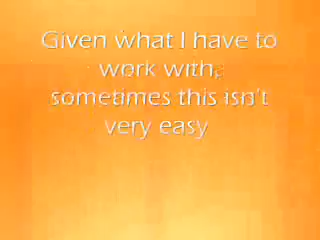 Given what I have to
work with,
sometimes this isn't
very easy